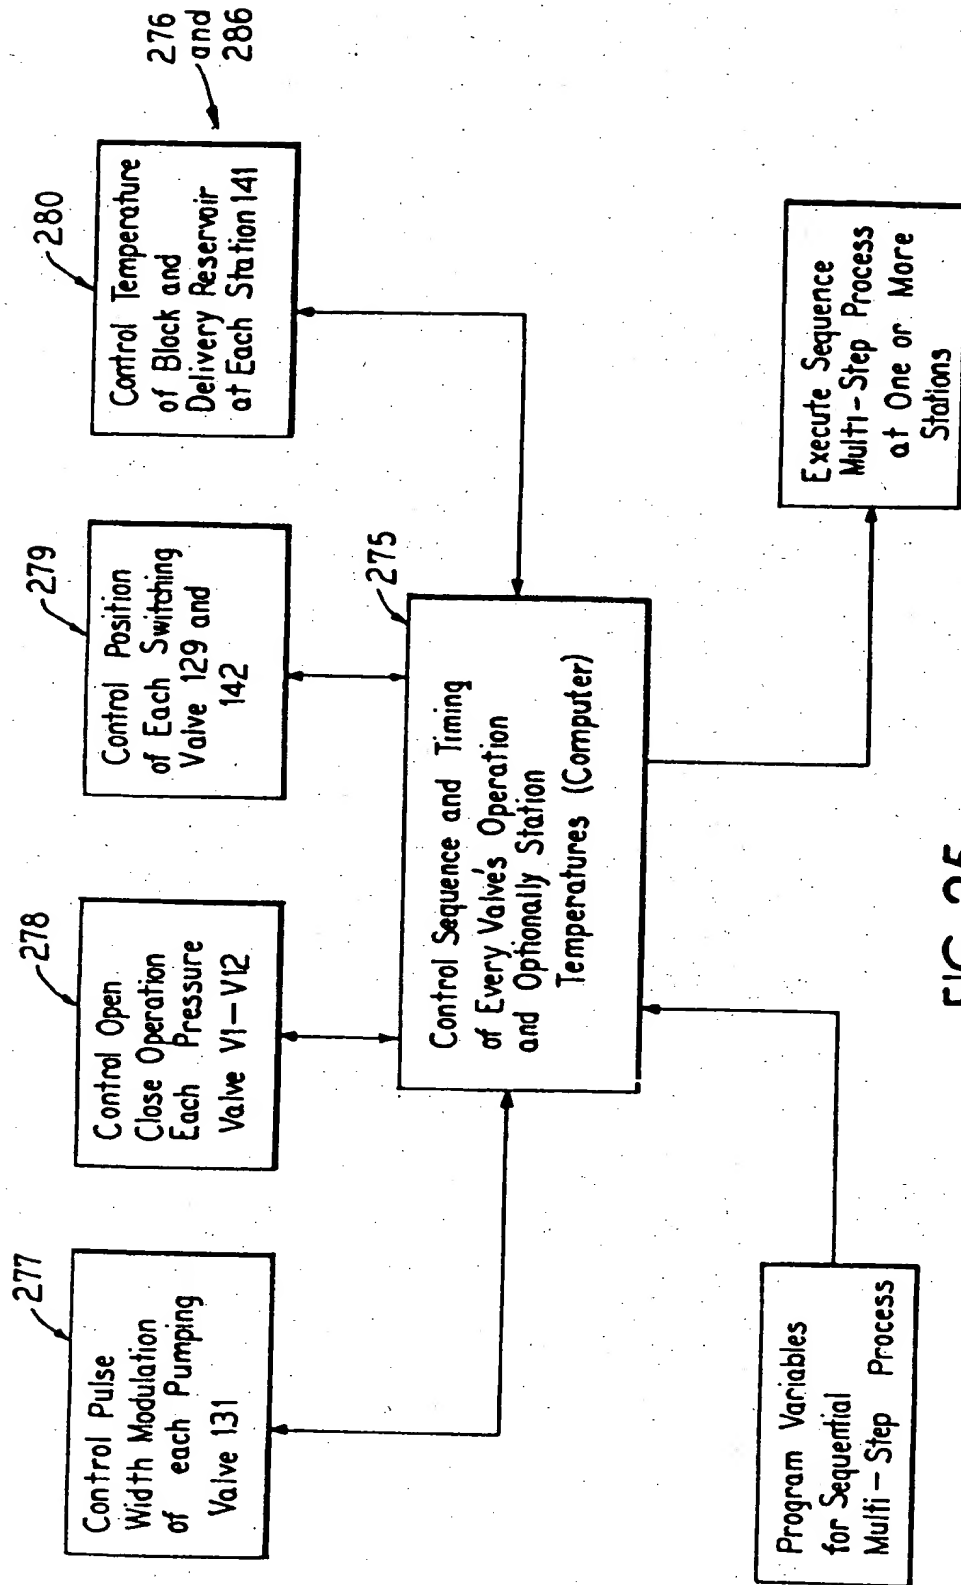 277
Control Pulse
Width Modulation
of each Pumping
Valve 131
278
Control Open
Close Operation
Each Pressure
Valve V1-V12
279
Control Position
of Each Switching
Valve 129 and
142
280
Control Temperature
of Block and
Delivery Reservoir
at Each Station 141
276
and
286
275
Control Sequence and Timing
of Every Valve's Operation
and Optionally Station
Temperatures (Computer)
Program Variables
for Sequential
Multi-Step Process
Execute Sequence
Multi-Step Process
at One or More
Stations